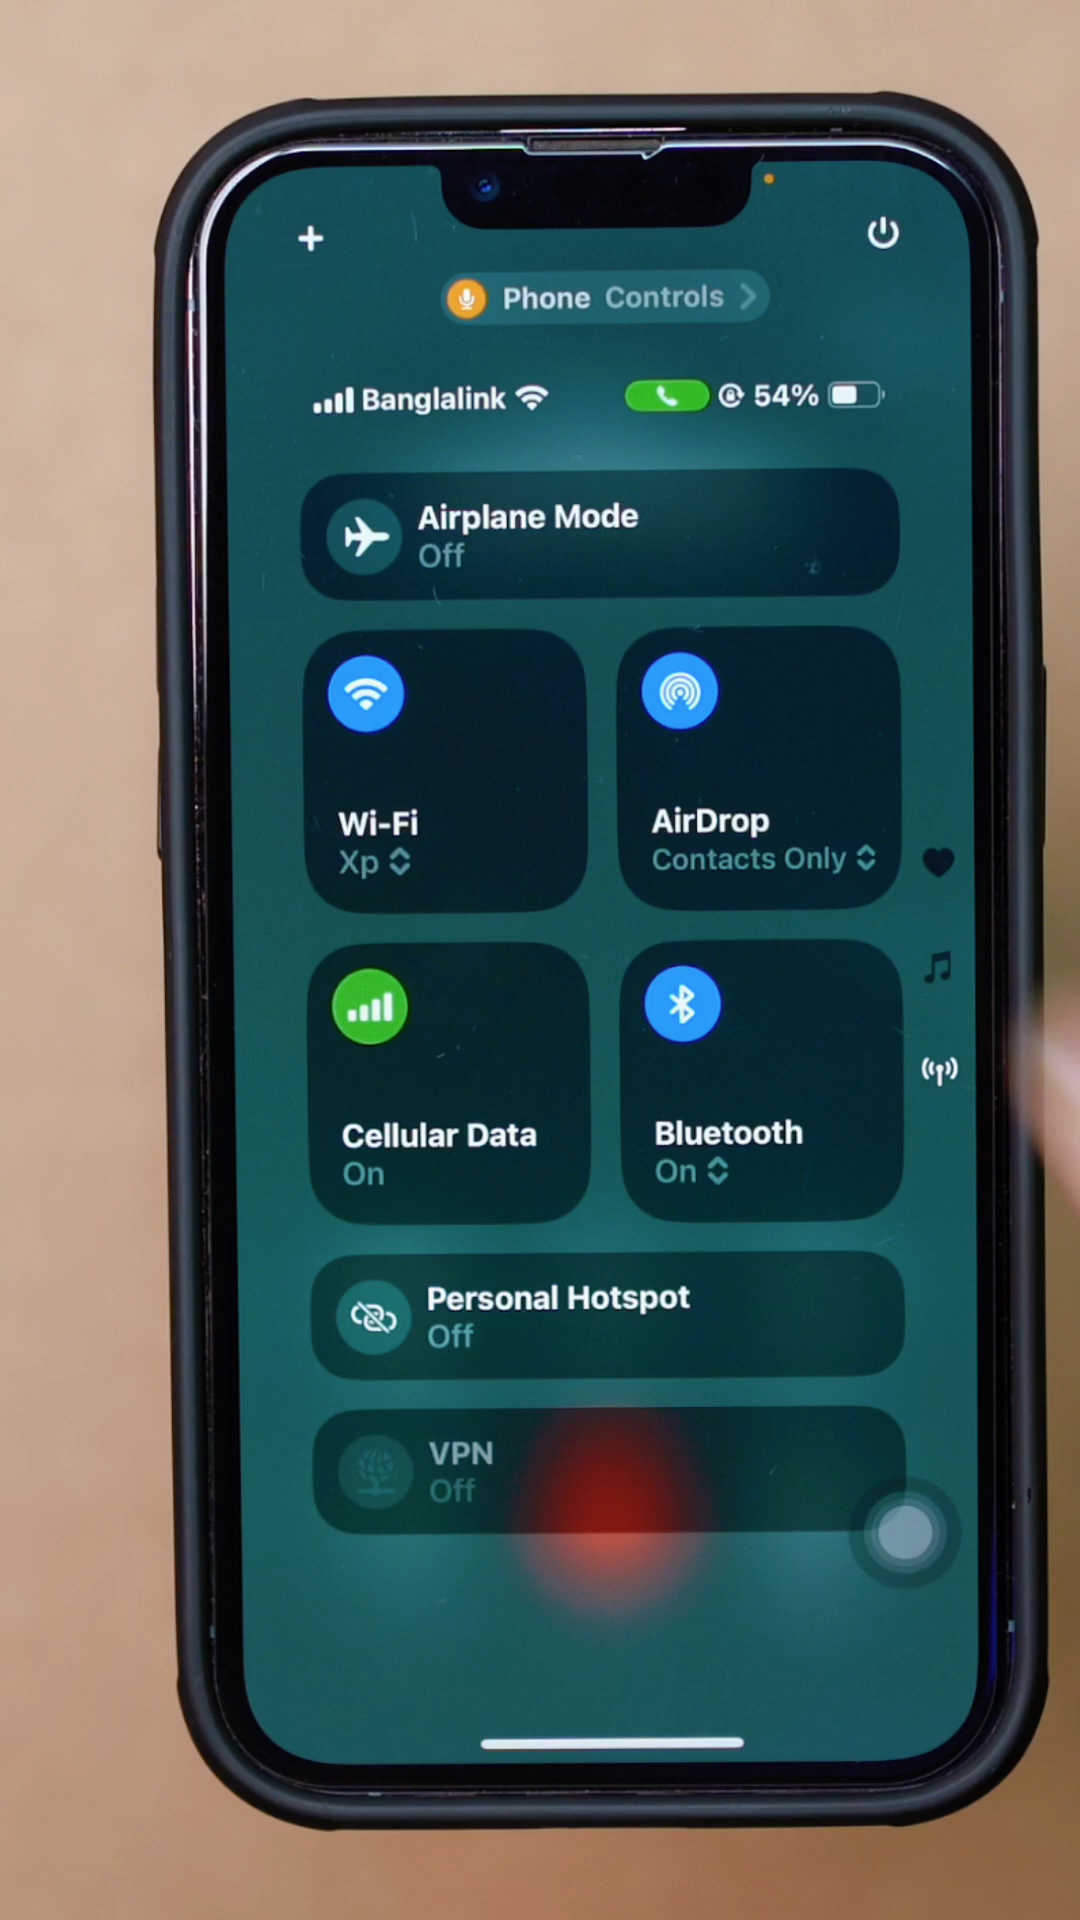 Phone Controls
Banglalink 54%
Airplane Mode
Off
Wi-Fi
Xp
AirDrop
Contacts Only
Cellular Data
On
Bluetooth
On
Personal Hotspot
Off
VPN
Off